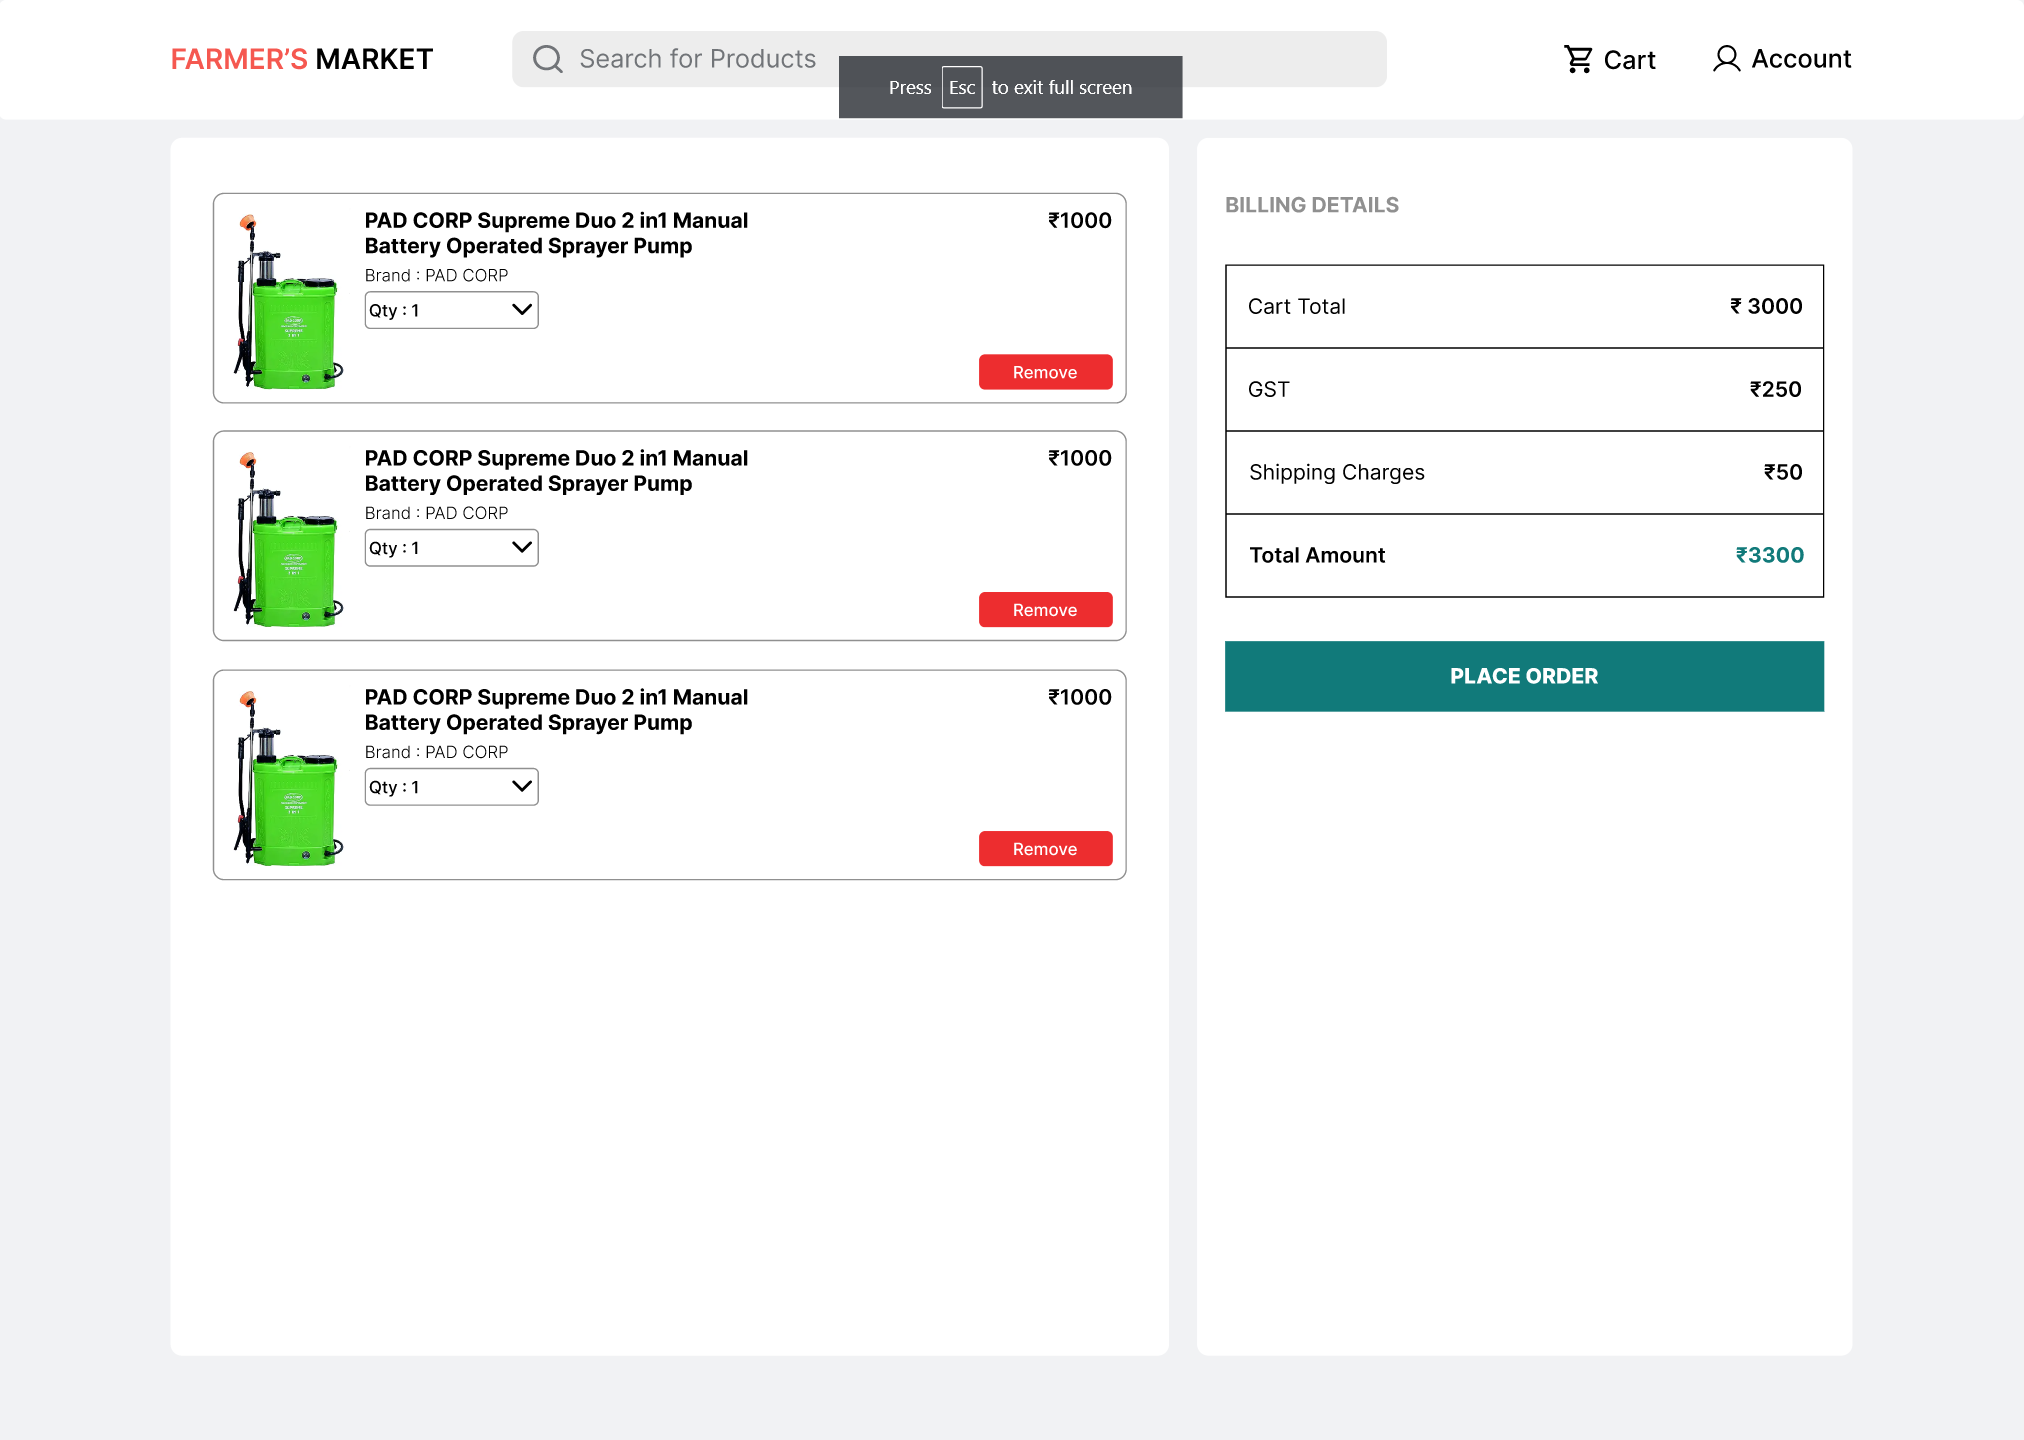 FARMER’S MARKET
Search for Products
Press Esc to exit full screen
Cart
Account
PAD CORP Supreme Duo 2 in1 Manual
Battery Operated Sprayer Pump
Brand : PAD CORP
Qty : 1
₹1000
Remove
PAD CORP Supreme Duo 2 in1 Manual
Battery Operated Sprayer Pump
Brand : PAD CORP
Qty : 1
₹1000
Remove
PAD CORP Supreme Duo 2 in1 Manual
Battery Operated Sprayer Pump
Brand : PAD CORP
Qty : 1
₹1000
Remove
BILLING DETAILS
Cart Total ₹ 3000
GST ₹250
Shipping Charges ₹50
Total Amount ₹3300
PLACE ORDER